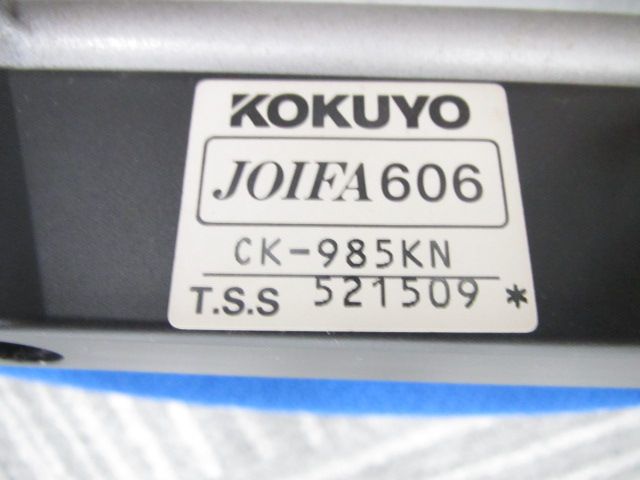 KOKUYO
JOIFA 606
CK-985KN
T.S.S 521509 *